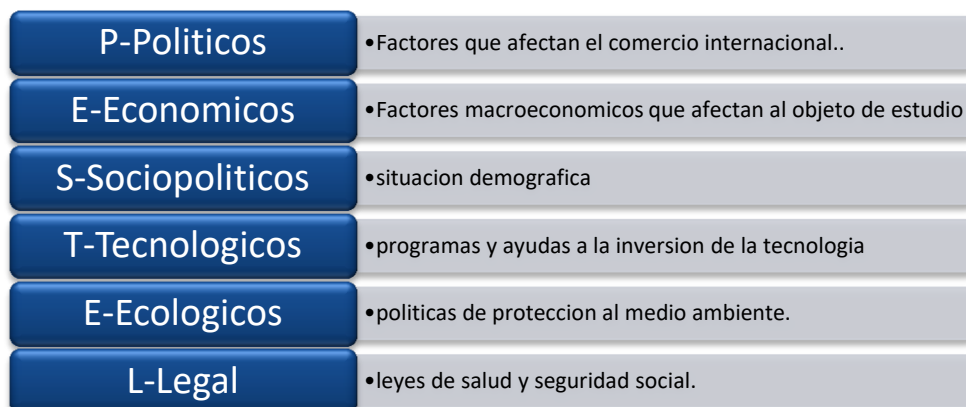 P-Politicos
•Factores que afectan el comercio internacional..
E-Economicos
•Factores macroeconomicos que afectan al objeto de estudio
S-Sociopoliticos
•situacion demografica
T-Tecnologicos
•programas y ayudas a la inversion de la tecnologia
E-Ecologicos
•politicas de proteccion al medio ambiente.
L-Legal
•leyes de salud y seguridad social.